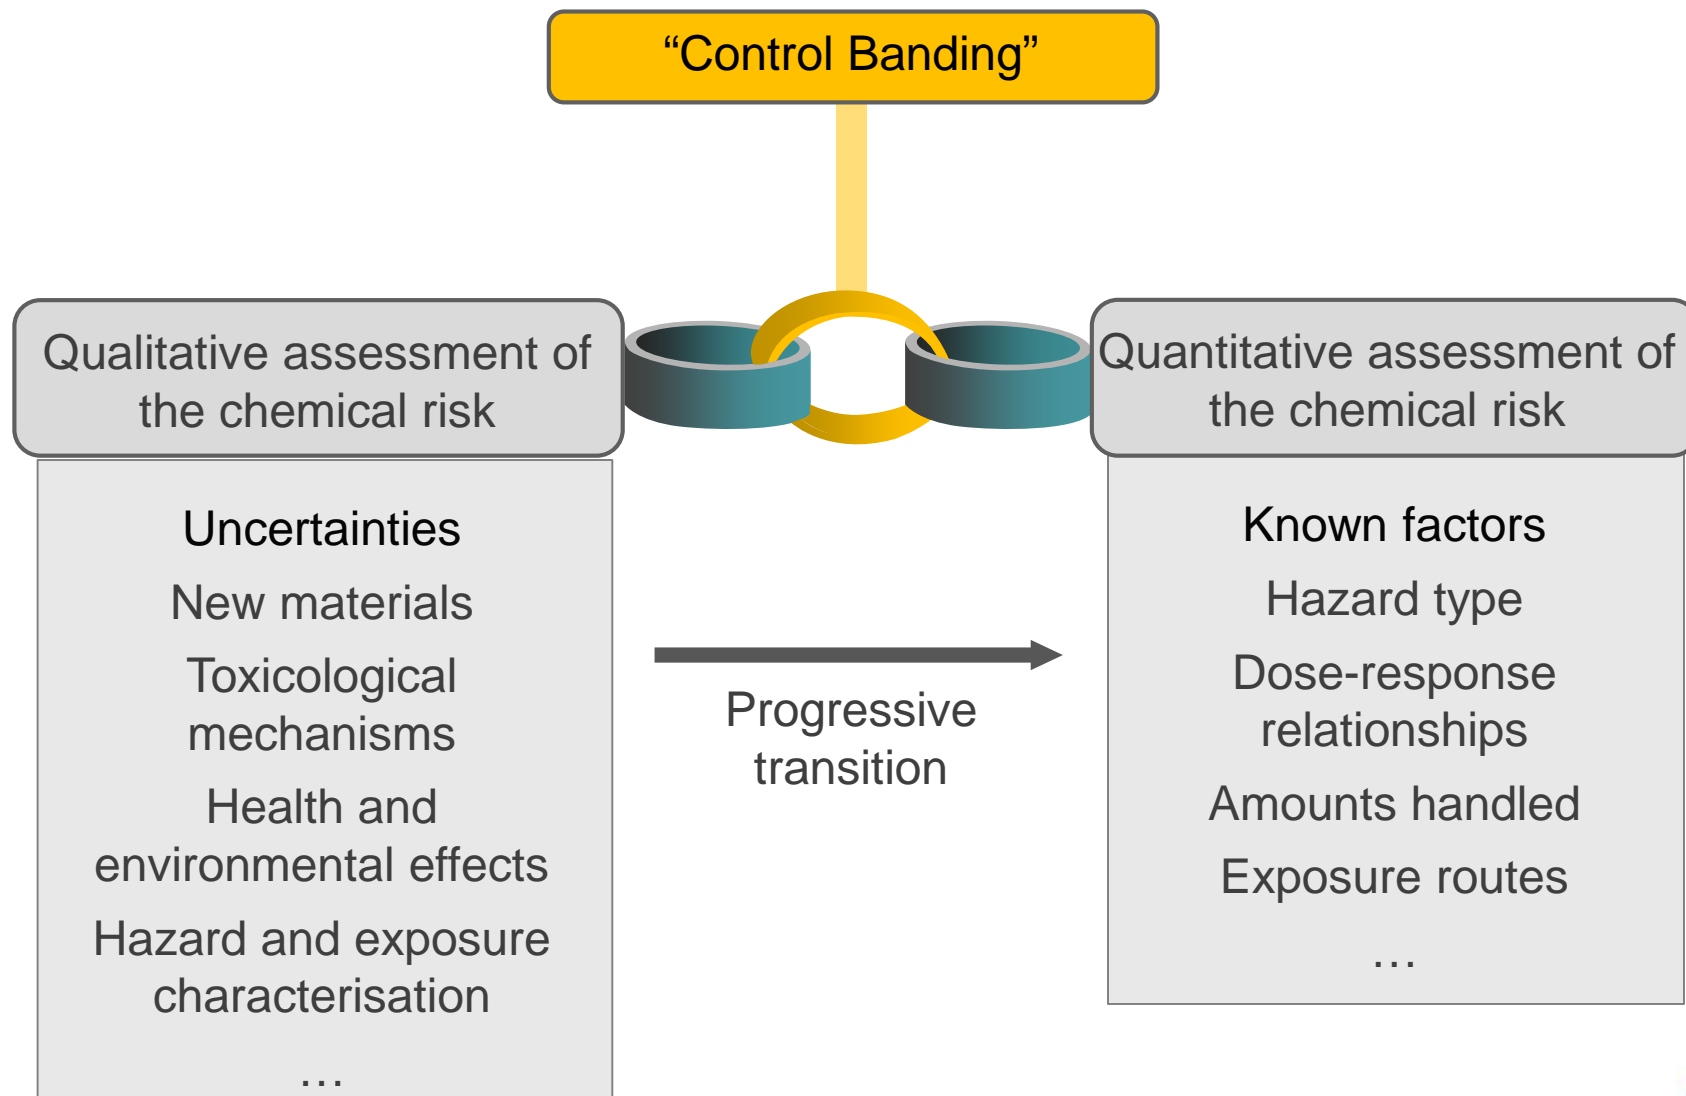 “Control Banding”
Qualitative assessment of
the chemical risk
Quantitative assessment of
the chemical risk
Uncertainties
New materials
Toxicological
mechanisms
Health and
environmental effects
Hazard and exposure
characterisation
…
Progressive
transition
Known factors
Hazard type
Dose-response
relationships
Amounts handled
Exposure routes
…